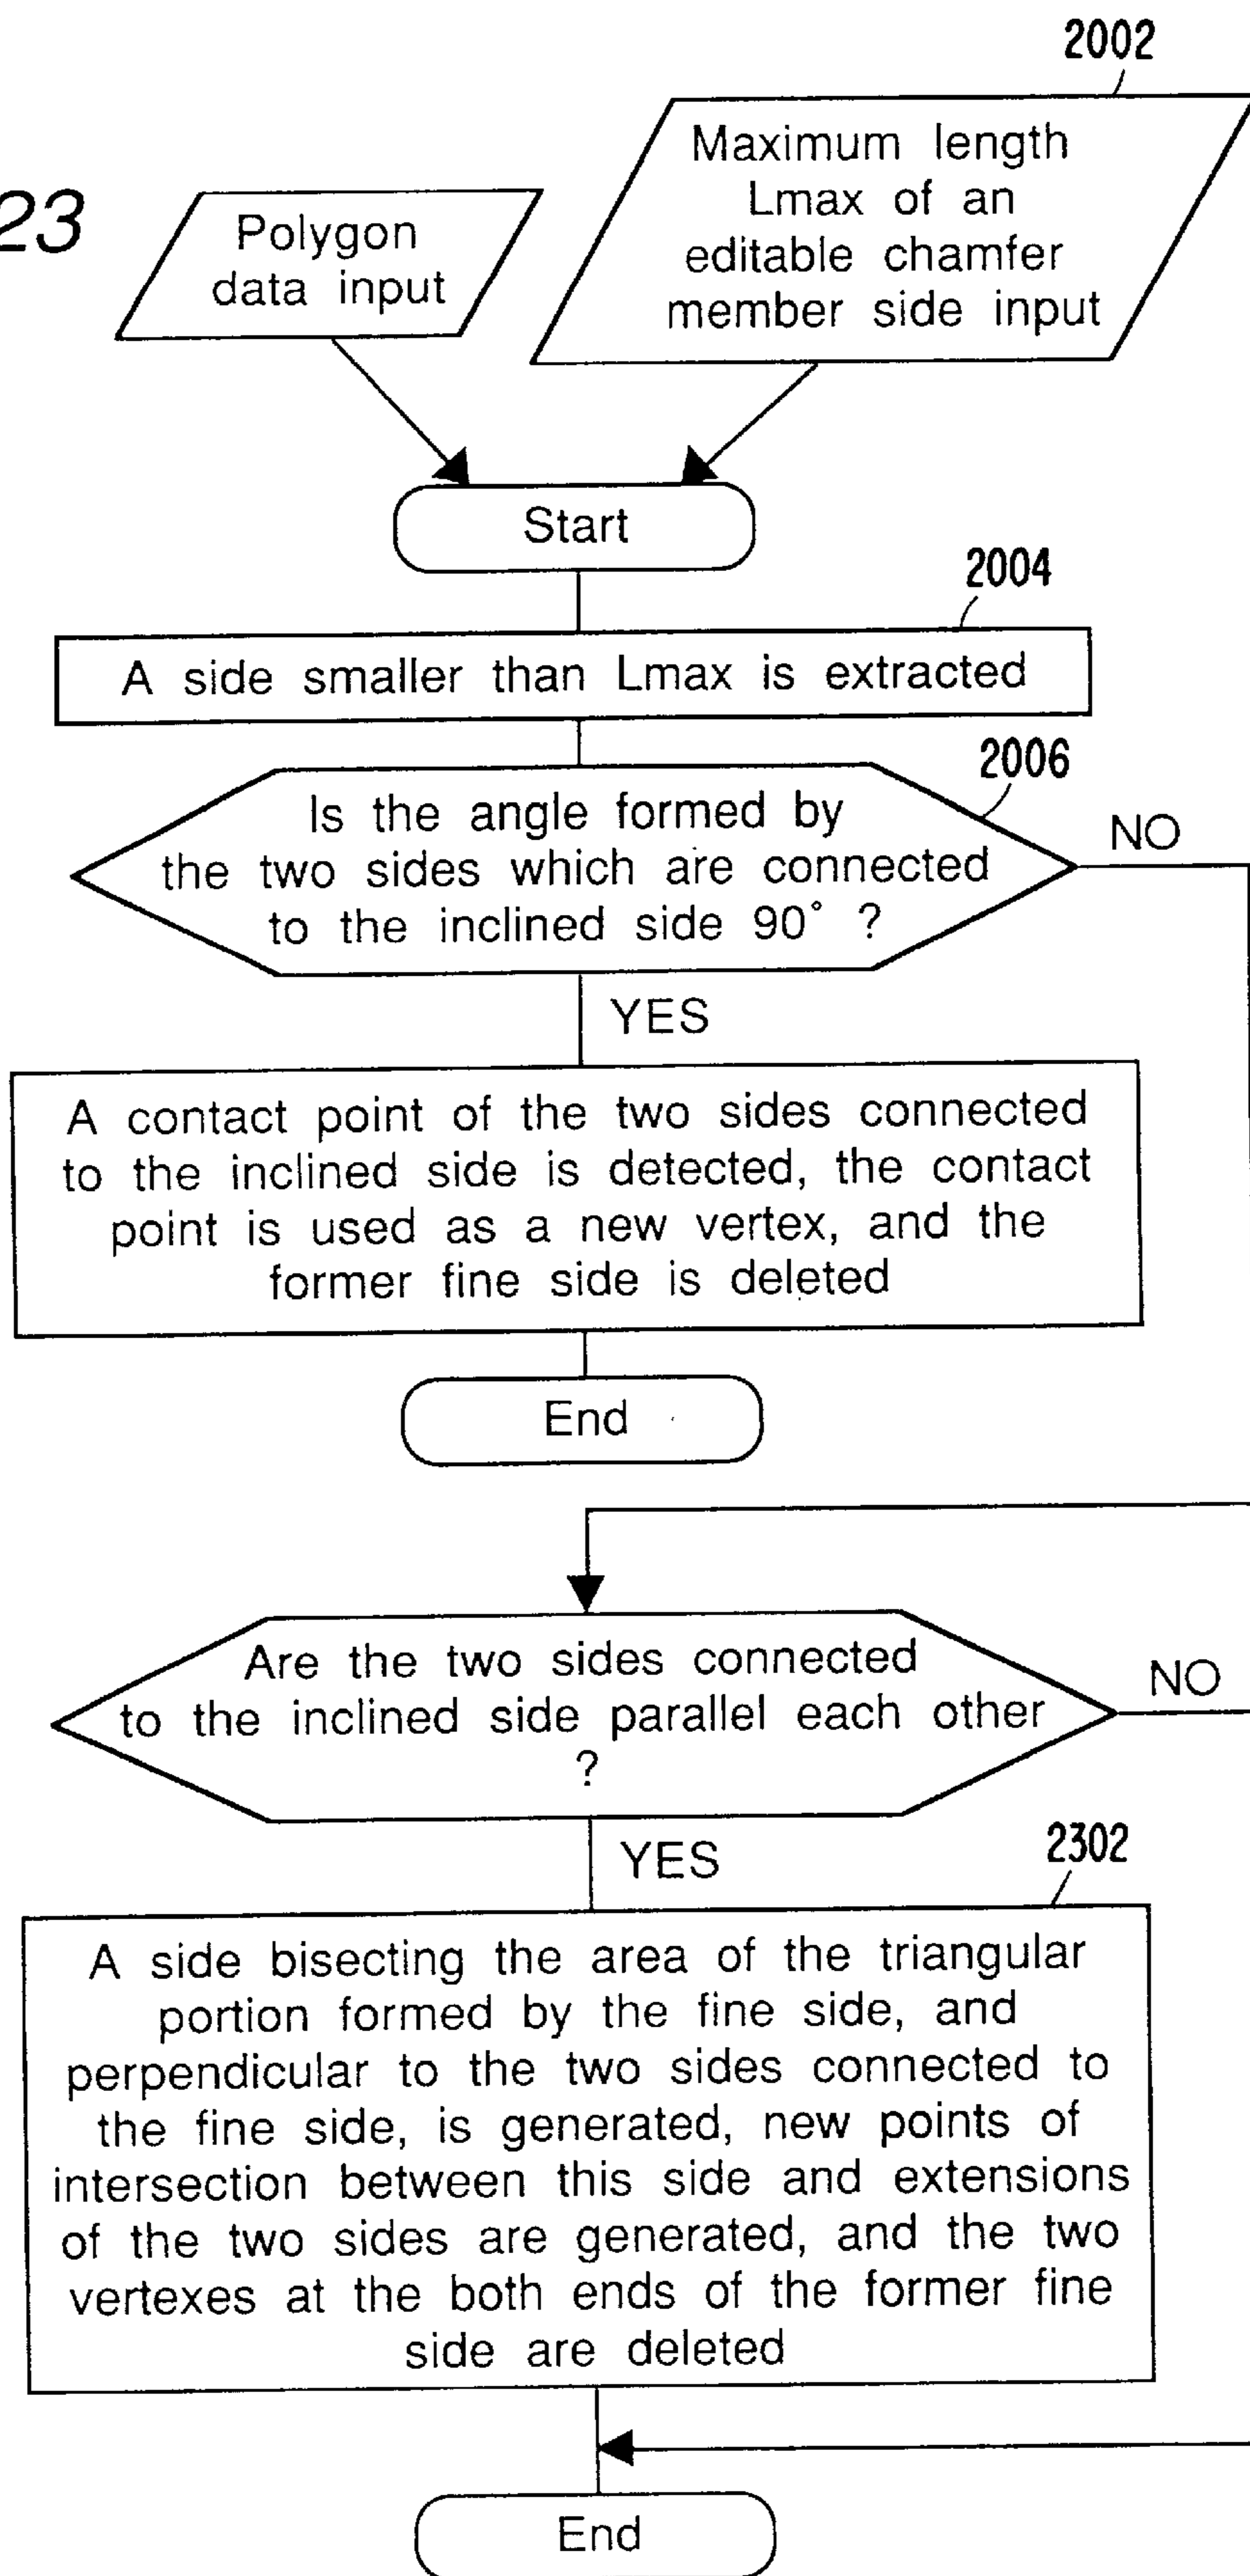 2002
23
Polygon
data input
Maximum length
Lmax of an
editable chamfer
member side input
Start
2004
A side smaller than Lmax is extracted
2006
Is the angle formed by
the two sides which are connected
to the inclined side 90° ?
NO
YES
A contact point of the two sides connected
to the inclined side is detected, the contact
point is used as a new vertex, and the
former fine side is deleted
End
Are the two sides connected
to the inclined side parallel each other
?
NO
YES
2302
A side bisecting the area of the triangular
portion formed by the fine side, and
perpendicular to the two sides connected to
the fine side, is generated, new points of
intersection between this side and extensions
of the two sides are generated, and the two
vertexes at the both ends of the former fine
side are deleted
End